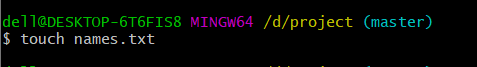 dell@DESKTOP-6T6FIS8 MINGW64 /d/project (master)
$ touch names.txt